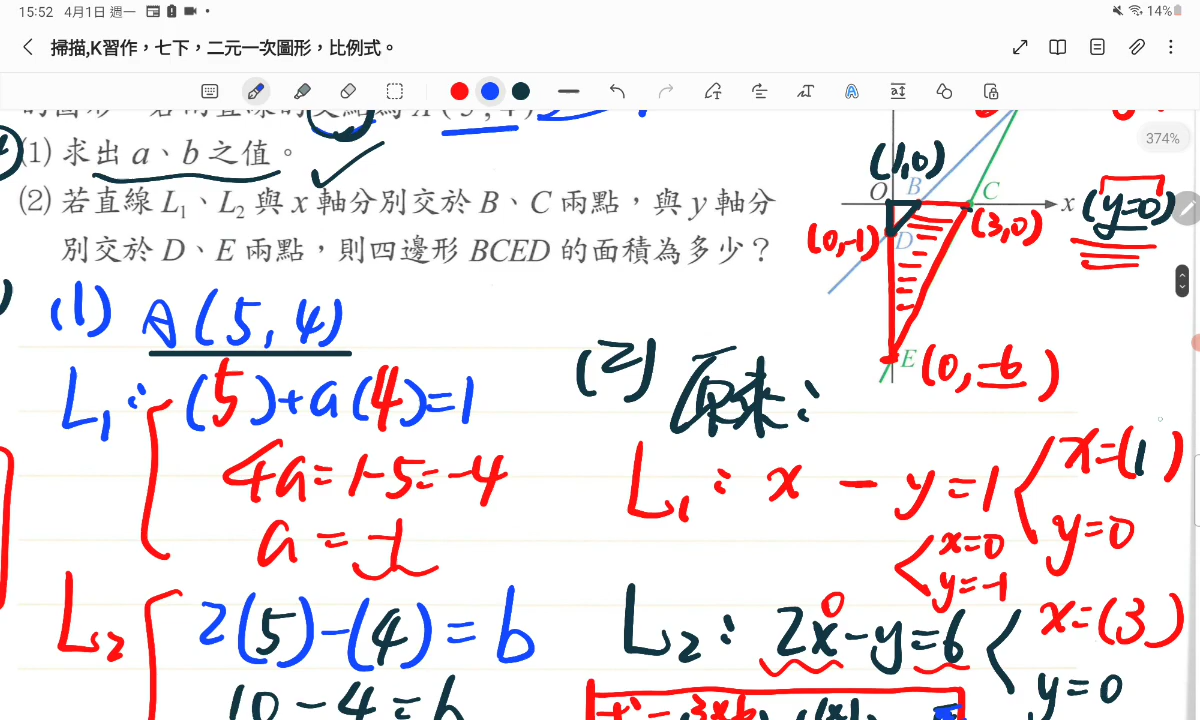 15:52 4月1日 週一
14%
掃描,K習作，七下，二元一次圖形，比例式。
374%
(1) 求出 a、b 之值。
(2) 若直線 L₁、L₂ 與 x 軸分別交於 B、C 兩點，與 y 軸分
別交於 D、E 兩點，則四邊形 BCED 的面積為多少？
(1,0)
O B C x (y=0)
(0,-1) D (3,0)
E (0,-6)
(1) A(5,4)
L₁: (5)+a(4)=1
4a=1-5=-4
a=-1
L₂ 2(5)-(4)=b
10-4=b
(2) 原來:
L₁: x - y=1
x=(1)
y=0
x=0
y=-1
L₂: 2x-y=6
0
x=(3)
y=0